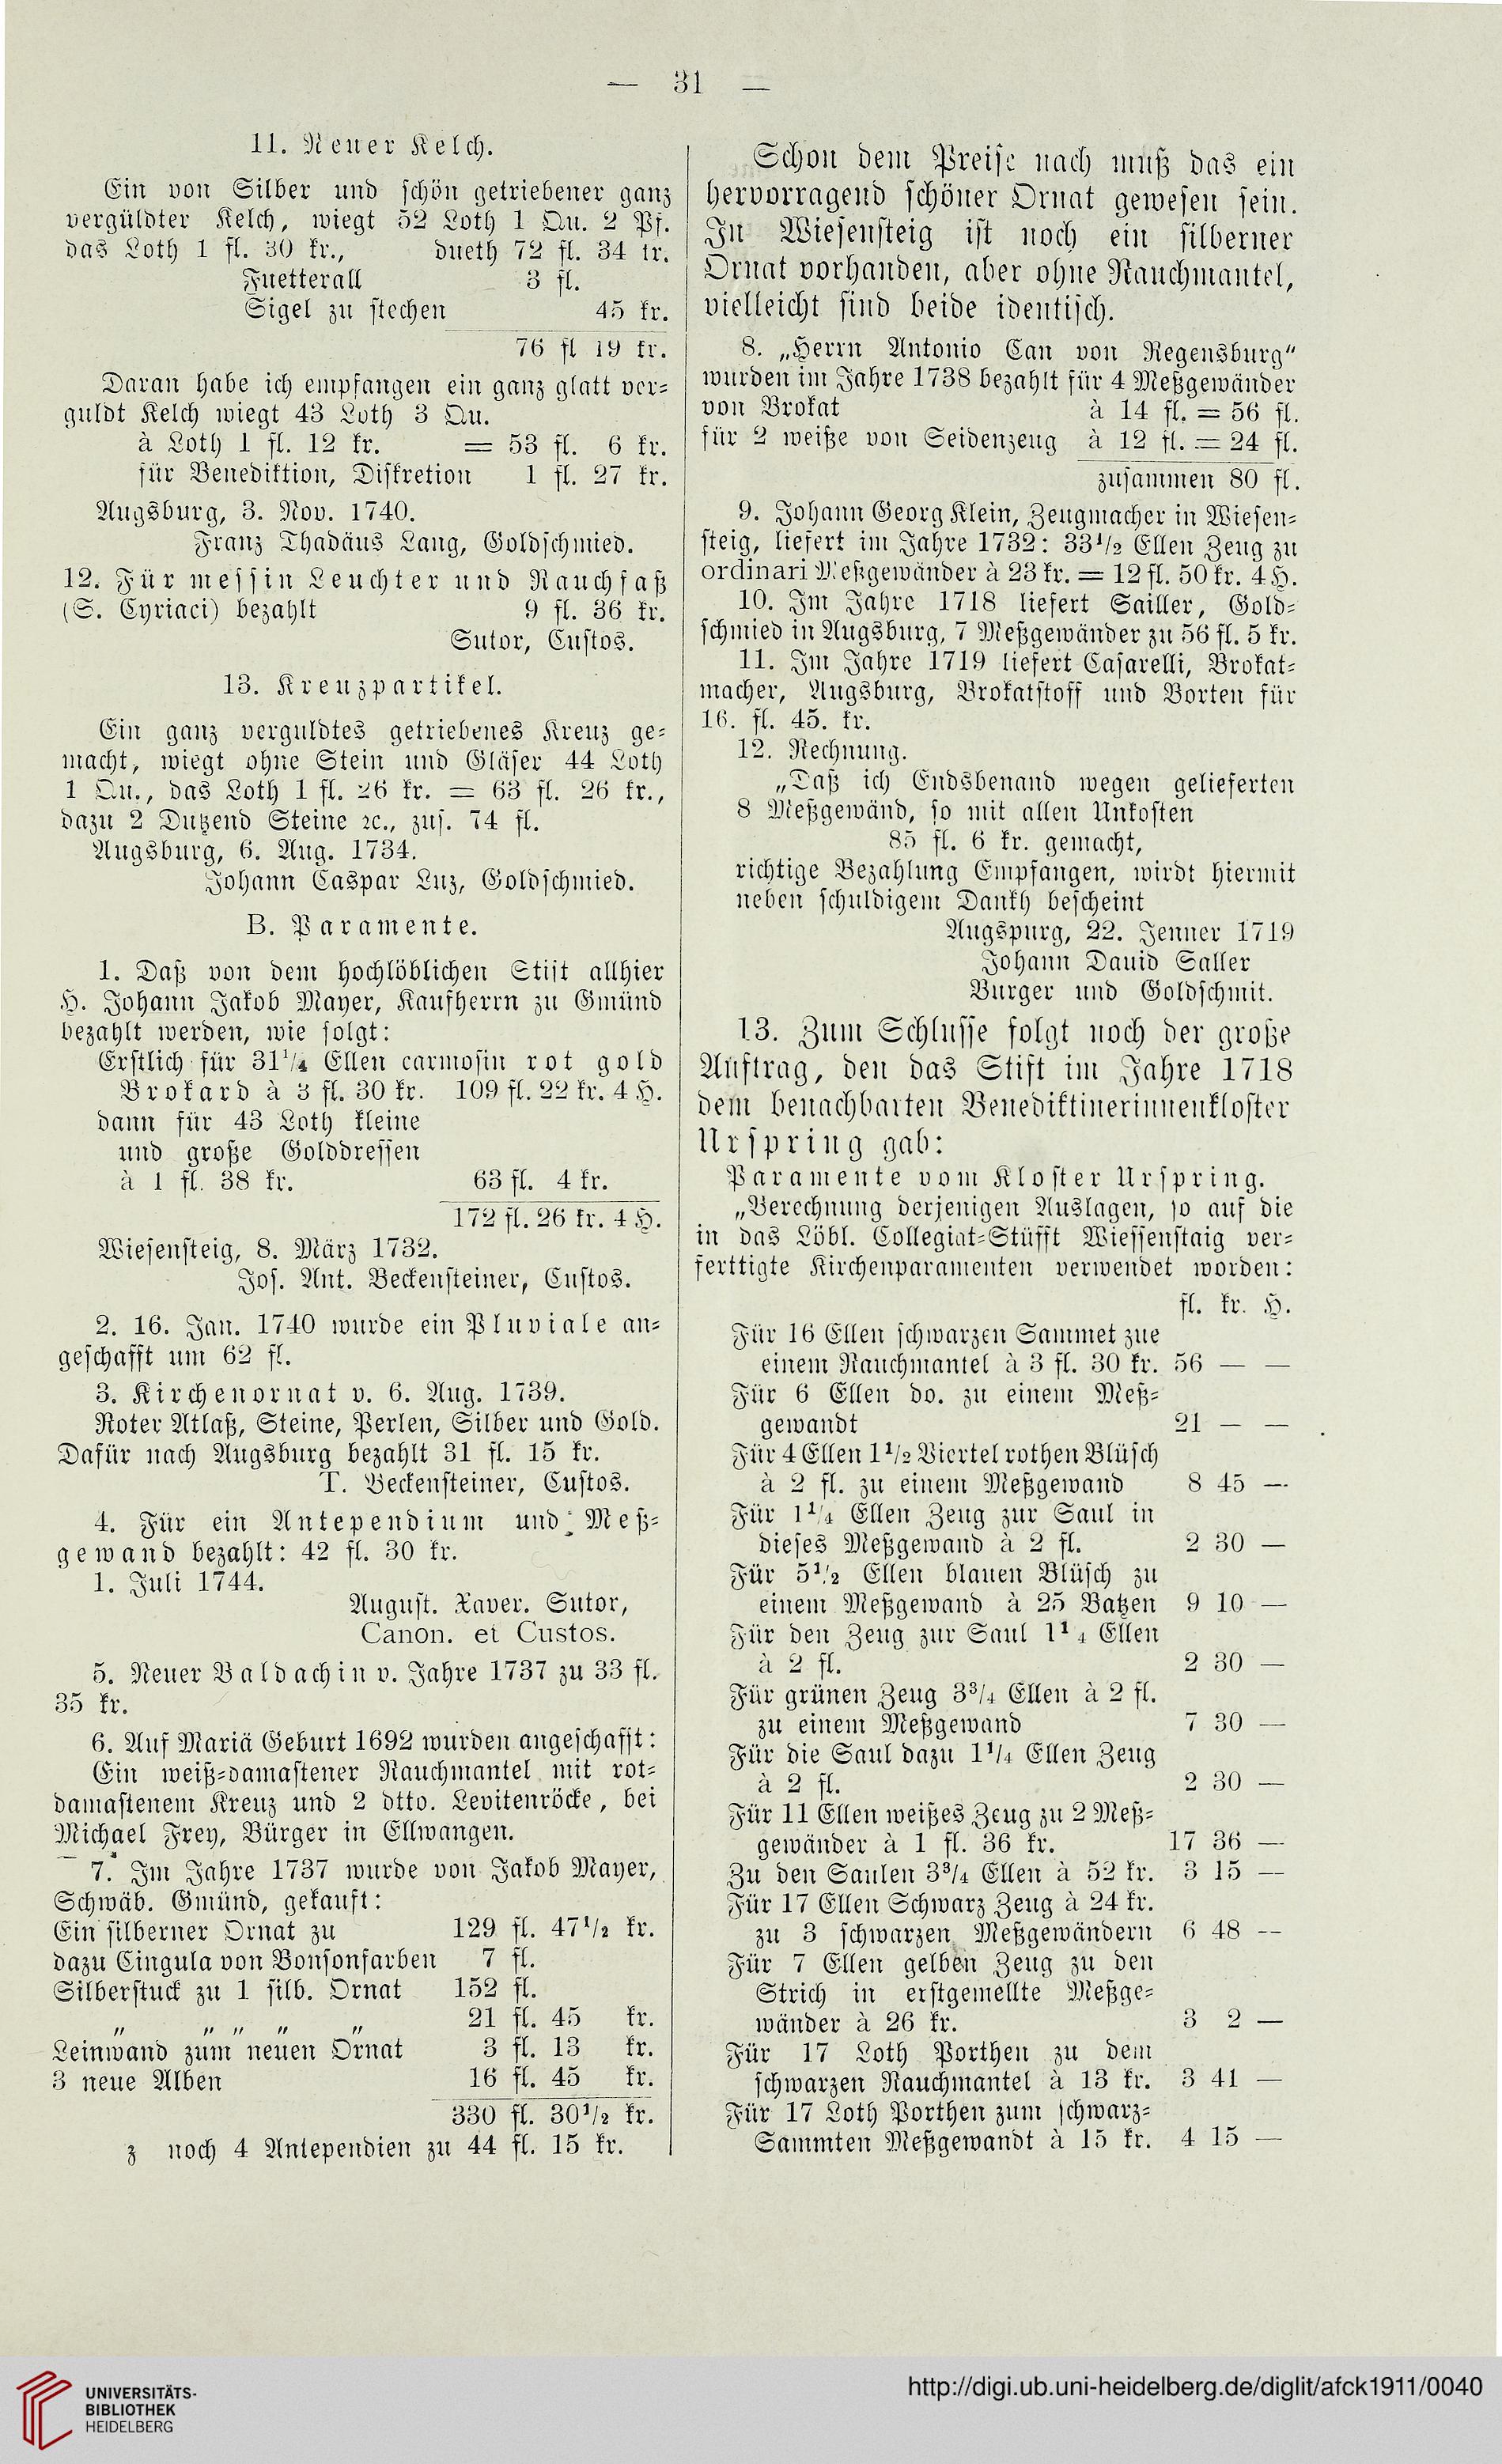 — 31 —
11. Neuer Kelch.
Ein von Silber und schön getriebener ganz
vergüldter Kelch, wiegt 52 Loth 1 Qu. 2 Pf.
das Loth 1 fl. 30 kr., dueth 72 fl. 34 kr.
Fuetterall 3 fl.
Sigel zu stechen 45 kr.
76 fl 19 kr.
Daran habe ich empfangen ein ganz glatt ver-
guldt Kelch wiegt 43 Loth 3 Qu.
à Loth 1 fl. 12 kr. = 53 fl. 6 kr.
für Benediktion, Diskretion 1 fl. 27 kr.
Augsburg, 3. Nov. 1740.
Franz Thadäus Lang, Goldschmied.
12. Für messin Leuchter und Rauchfaß
(S. Cyriaci) bezahlt 9 fl. 36 kr.
Sutor, Custos.
13. Kreuzpartikel.
Ein ganz verguldtes getriebenes Kreuz ge-
macht, wiegt ohne Stein und Gläser 44 Loth
1 Qu., das Loth 1 fl. 26 kr. = 63 fl. 26 kr.,
dazu 2 Dutzend Steine ꝛc., zus. 74 fl.
Augsburg, 6. Aug. 1734.
Johann Caspar Luz, Goldschmied.
B. Paramente.
1. Daß von dem hochlöblichen Stift allhier
H. Johann Jakob Mayer, Kaufherrn zu Gmünd
bezahlt werden, wie folgt:
Erstlich für 31¼ Ellen carmosin rot gold
Brokard à 3 fl. 30 kr. 109 fl. 22 kr. 4 H.
dann für 43 Loth kleine
und große Golddressen
à 1 fl. 38 kr. 63 fl. 4 kr.
172 fl. 26 kr. 4 H.
Wiesensteig, 8. März 1732.
Jos. Ant. Beckensteiner, Custos.
2. 16. Jan. 1740 wurde ein Pluviale an-
geschafft um 62 fl.
3. Kirchenornat v. 6. Aug. 1739.
Roter Atlaß, Steine, Perlen, Silber und Gold.
Dafür nach Augsburg bezahlt 31 fl. 15 kr.
T. Beckensteiner, Custos.
4. Für ein Antependium und Meß-
gewand bezahlt: 42 fl. 30 kr.
1. Juli 1744.
August. Xaver. Sutor,
Canon. et Custos.
5. Neuer Baldachin v. Jahre 1737 zu 33 fl.
35 kr.
6. Auf Mariä Geburt 1692 wurden angeschafft:
Ein weiß-damastener Rauchmantel mit rot-
damastenem Kreuz und 2 dtto. Levitenröcke, bei
Michael Frey, Bürger in Ellwangen.
7. Im Jahre 1737 wurde von Jakob Mayer,
Schwäb. Gmünd, gekauft:
Ein silberner Ornat zu 129 fl. 47½ kr.
dazu Cingula von Bonsonfarben 7 fl.
Silberstuck zu 1 silb. Ornat 152 fl.
" " " " " 21 fl. 45 kr.
Leinwand zum neuen Ornat 3 fl. 13 kr.
3 neue Alben 16 fl. 45 kr.
330 fl. 30½ kr.
z noch 4 Antependien zu 44 fl. 15 kr.
Schon dem Preise nach muß das ein
hervorragend schöner Ornat gewesen sein.
In Wiesensteig ist noch ein silberner
Ornat vorhanden, aber ohne Rauchmantel,
vielleicht sind beide identisch.
8. „Herrn Antonio Can von Regensburg"
wurden im Jahre 1738 bezahlt für 4 Meßgewänder
von Brokat à 14 fl. = 56 fl.
für 2 weiße von Seidenzeug à 12 fl. = 24 fl.
zusammen 80 fl.
9. Johann Georg Klein, Zeugmacher in Wiesen-
steig, liefert im Jahre 1732: 33½ Ellen Zeug zu
ordinari Meßgewänder à 23 kr. = 12 fl. 50 kr. 4 H.
10. Im Jahre 1718 liefert Sailler, Gold-
schmied in Augsburg, 7 Meßgewänder zu 56 fl. 5 kr.
11. Im Jahre 1719 liefert Casarelli, Brokat-
macher, Augsburg, Brokatstoff und Borten für
16. fl. 45. kr.
12. Rechnung.
„Daß ich Endsbenand wegen gelieferten
8 Meßgewänd, so mit allen Unkosten
85 fl. 6 kr. gemacht,
richtige Bezahlung Empfangen, wirdt hiermit
neben schuldigem Dankh bescheint
Augspurg, 22. Jenner 1719
Johann Dauid Saller
Burger und Goldschmit.
13. Zum Schlusse folgt noch der große
Auftrag, den das Stift im Jahre 1718
dem benachbarten Benediktinerinnenkloster
Urspring gab:
Paramente vom Kloster Urspring.
„Berechnung derjenigen Auslagen, so auf die
in das Löbl. Collegiat-Stüfft Wiessenstaig ver-
ferttigte Kirchenparamenten verwendet worden:
fl. kr. H.
Für 16 Ellen schwarzen Sammet zue
einem Rauchmantel à 3 fl. 30 kr. 56 — —
Für 6 Ellen do. zu einem Meß-
gewandt 21 — —
Für 4 Ellen 1½ Viertel rothen Blüsch
à 2 fl. zu einem Meßgewand 8 45 —
Für 1¼ Ellen Zeug zur Saul in
dieses Meßgewand à 2 fl. 2 30 —
Für 5½ Ellen blauen Blüsch zu
einem Meßgewand à 25 Batzen 9 10 —
Für den Zeug zur Saul 1¼ Ellen
à 2 fl. 2 30 —
Für grünen Zeug 3¾ Ellen à 2 fl.
zu einem Meßgewand 7 30 —
Für die Saul dazu 1¼ Ellen Zeug
à 2 fl. 2 30 —
Für 11 Ellen weißes Zeug zu 2 Meß-
gewänder à 1 fl. 36 kr. 17 36 —
Zu den Saulen 3¾ Ellen à 52 kr. 3 15 —
Für 17 Ellen Schwarz Zeug à 24 kr.
zu 3 schwarzen Meßgewändern 6 48 —
Für 7 Ellen gelben Zeug zu den
Strich in erstgemellte Meßge-
wänder à 26 kr. 3 2 —
Für 17 Loth Porthen zu dem
schwarzen Rauchmantel à 13 kr. 3 41 —
Für 17 Loth Porthen zum schwarz-
Sammten Meßgewandt à 15 kr. 4 15 —
UNIVERSITÄTS-
BIBLIOTHEK
HEIDELBERG
http://digi.ub.uni-heidelberg.de/diglit/afck1911/0040